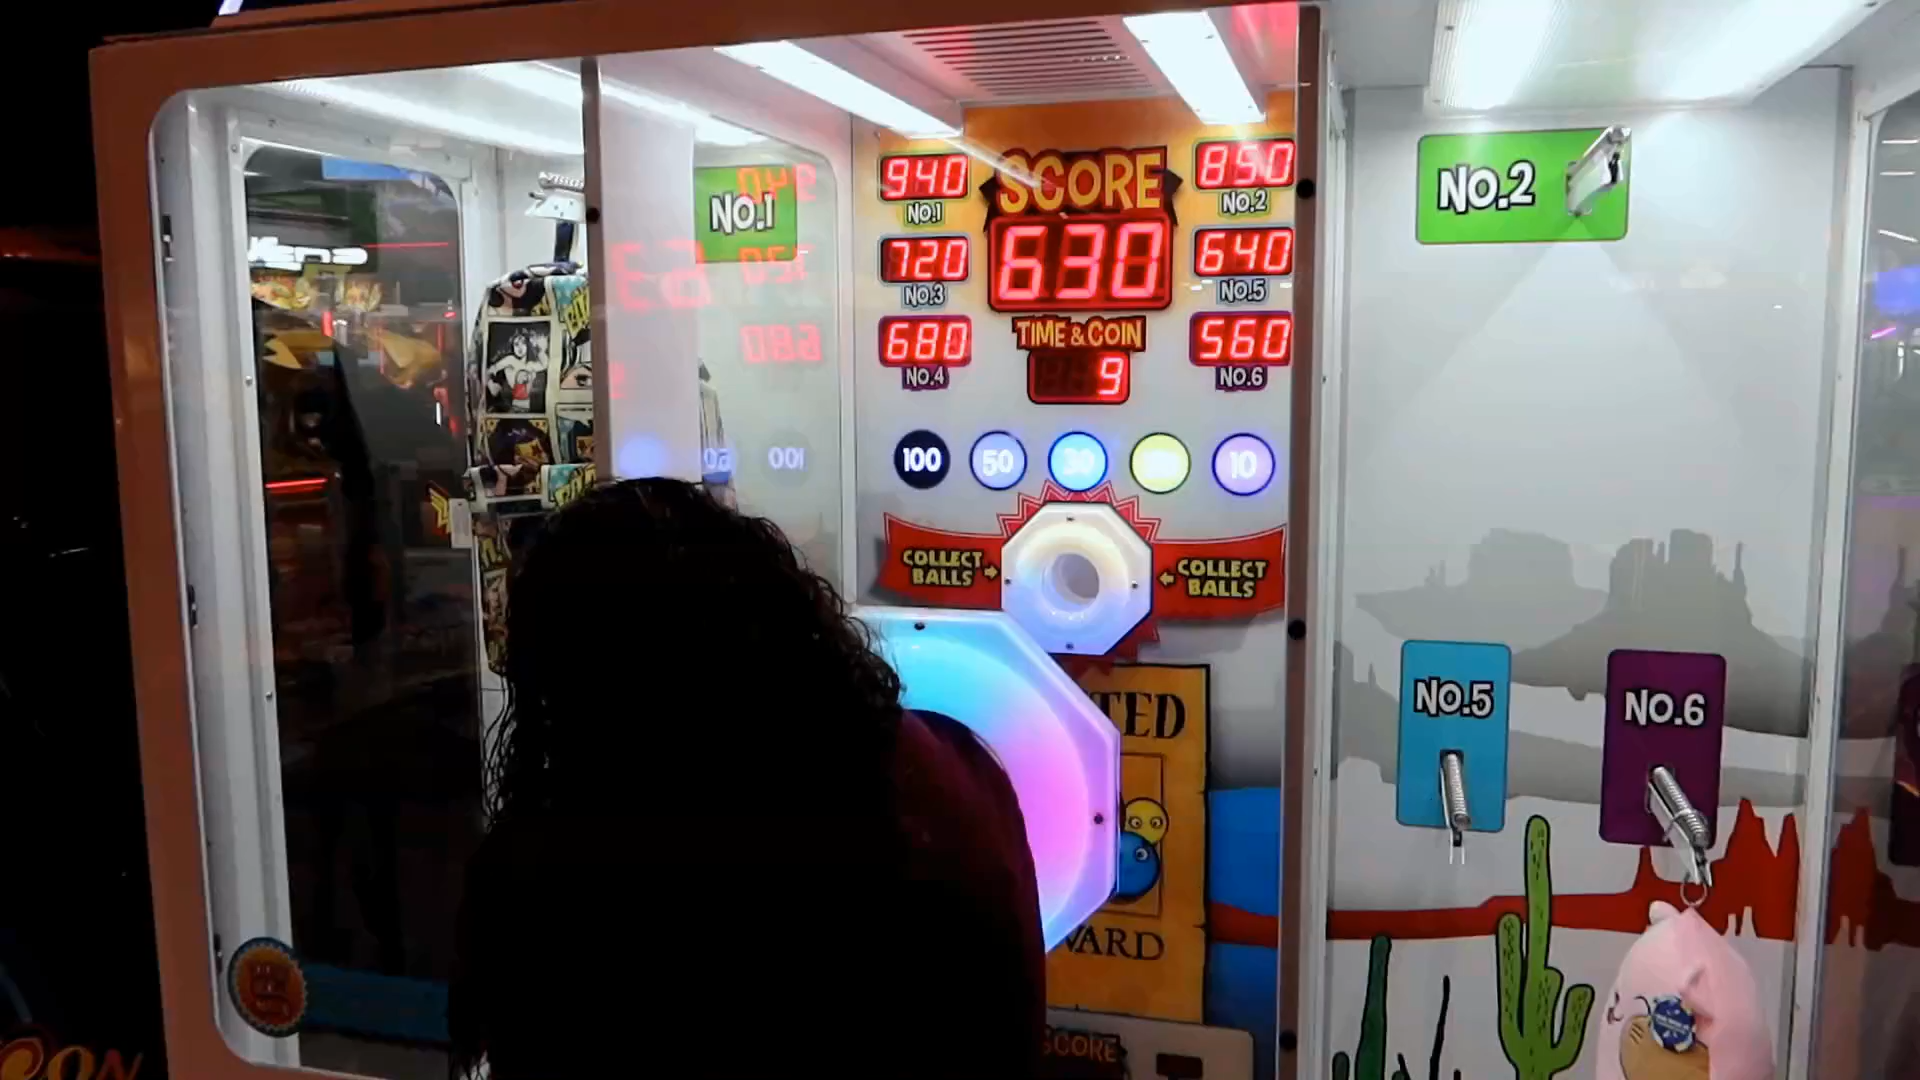 NO.1
940
NO.1
SCORE
850
NO.2
720
NO.3
630
640
NO.5
680
NO.4
TIME & COIN
9
560
NO.6
100
50
30
10
COLLECT
BALLS
COLLECT
BALLS
NO.2
NO.5
NO.6
TED
WARD
SCORE